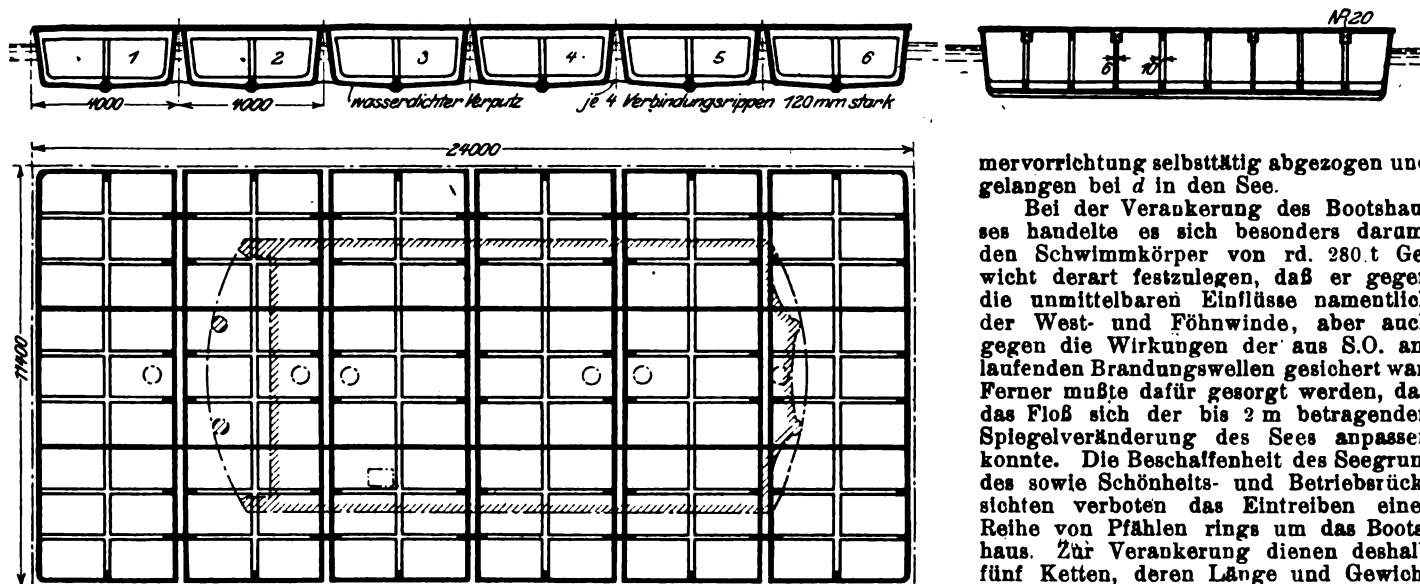 NP. 20
1 2 3 4 5 6
6 10
4000 4000 wasserdichter Verputz je 4 Verbindungsrippen 120 mm stark
24000
11400
mervorrichtung selbsttätig abgezogen und
gelangen bei d in den See.
Bei der Verankerung des Bootshau
ses handelte es sich besonders darum
den Schwimmkörper von rd. 280 t Ge
wicht derart festzulegen, daß er gegen
die unmittelbaren Einflüsse namentlich
der West- und Föhnwinde, aber auch
gegen die Wirkungen der aus S.O. an
laufenden Brandungswellen gesichert war
Ferner mußte dafür gesorgt werden, da
das Floß sich der bis 2 m betragenden
Spiegelveränderung des Sees anpassen
konnte. Die Beschaffenheit des Seegrun
des sowie Schönheits- und Betriebsrück
sichten verboten das Eintreiben einer
Reihe von Pfählen rings um das Boots
haus. Zur Verankerung dienen deshalb
fünf Ketten, deren Länge und Gewich